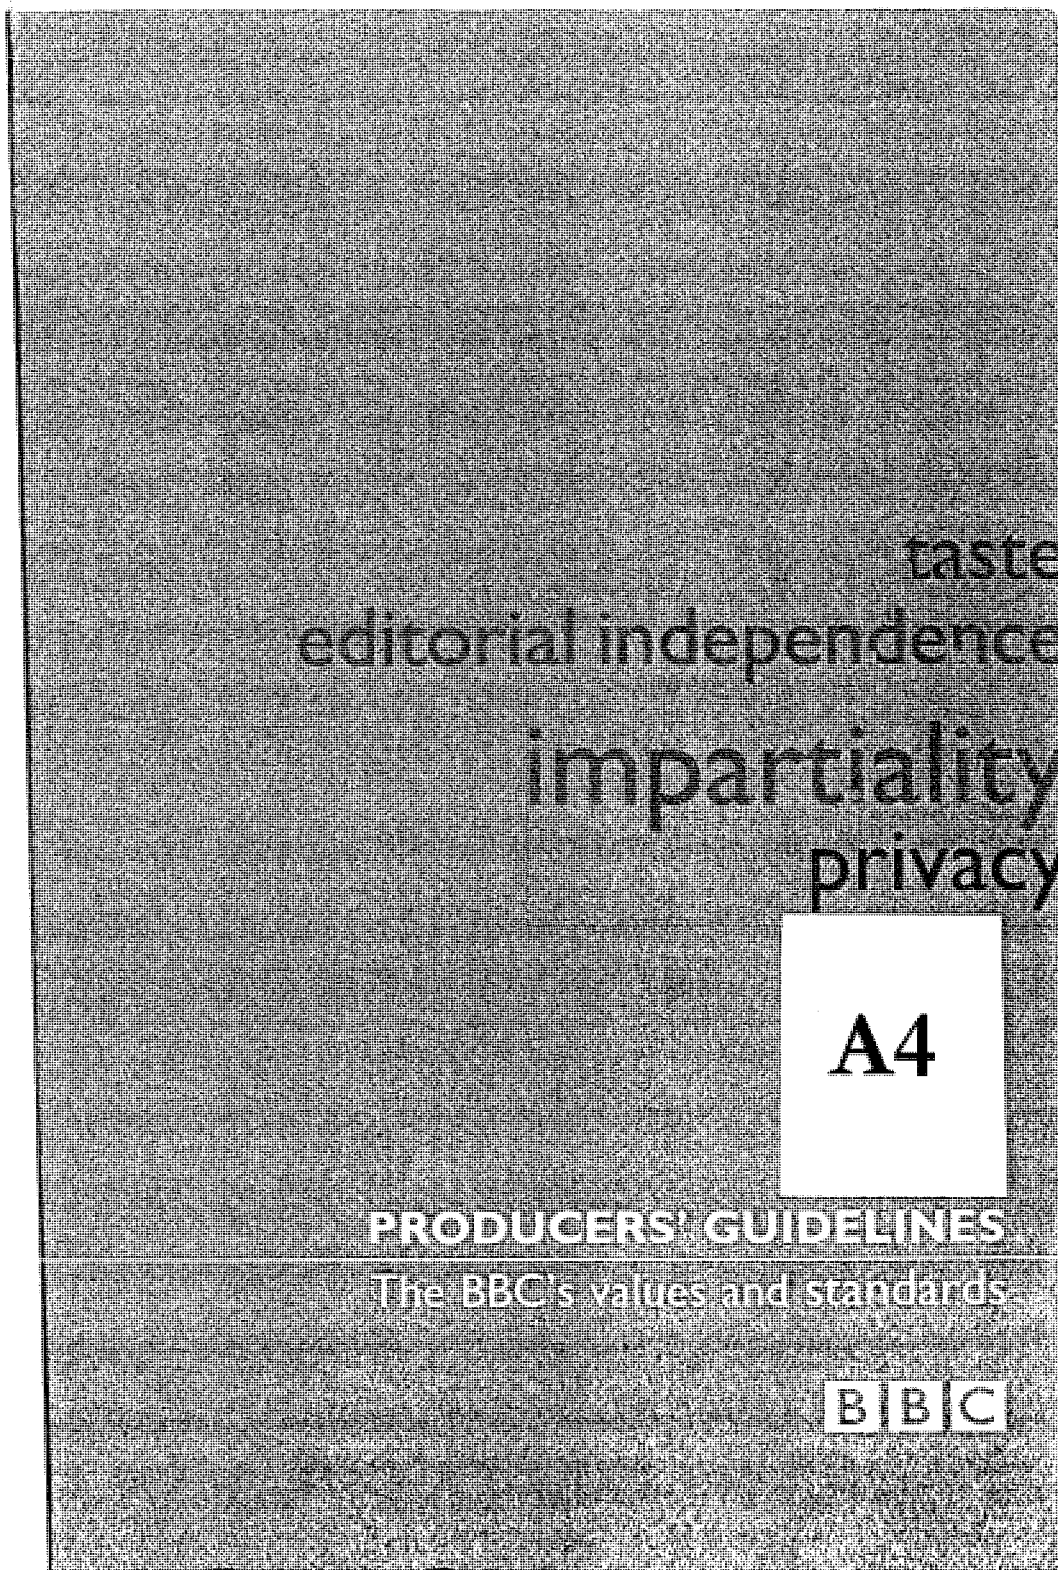 taste
editorial independence
impartiality
privacy
A4
PRODUCERS' GUIDELINES
The BBC's values and standards
BBC